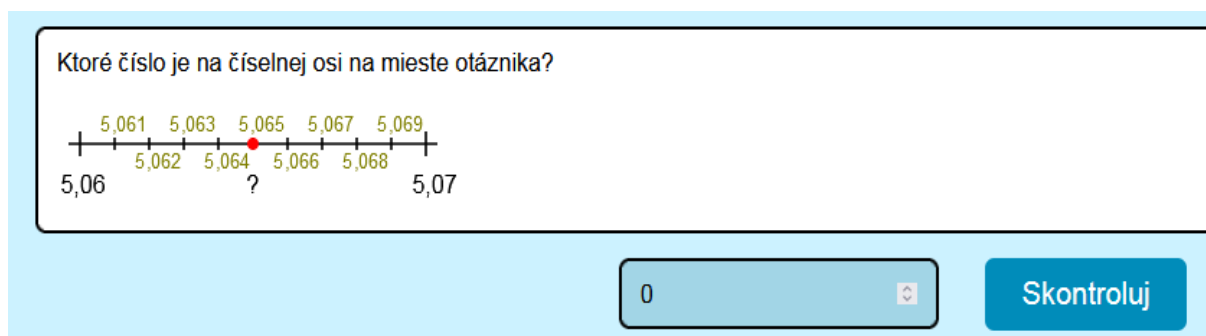 Ktoré číslo je na číselnej osi na mieste otáznika?
5,061 5,063 5,065 5,067 5,069
5,062 5,064 5,066 5,068
5,06 ? 5,07
0 Skontroluj